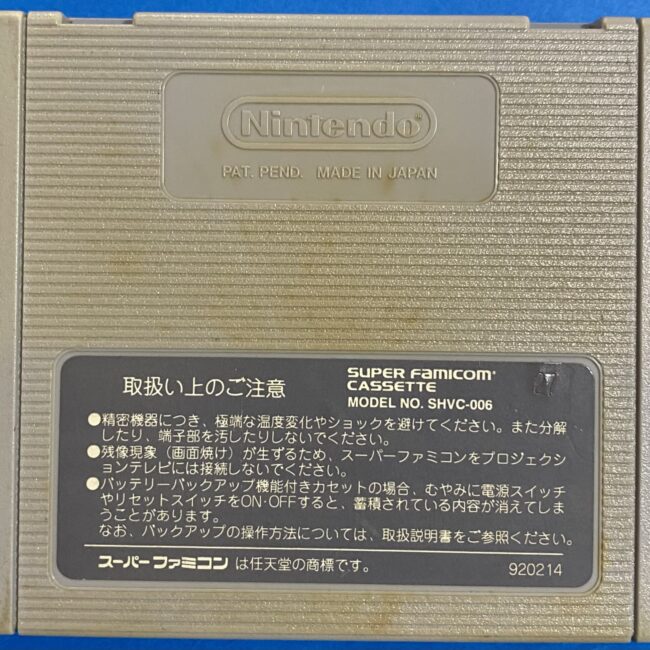 Nintendo
PAT. PEND. MADE IN JAPAN
取扱い上のご注意
SUPER FAMICOM
CASSETTE
MODEL NO. SHVC-006
●精密機器につき、極端な温度変化やショックを避けてください。また分解
したり、端子部を汚したりしないでください。
●残像現象（画面焼け）が生ずるため、スーパーファミコンをプロジェクシ
ョンテレビには接続しないでください。
●バッテリーバックアップ機能付きカセットの場合、むやみに電源スイッチ
やリセットスイッチをON・OFFすると、蓄積されている内容が消えてしま
うことがあります。
なお、バックアップの操作方法については、取扱説明書をご参照ください。
スーパーファミコン は任天堂の商標です。
920214